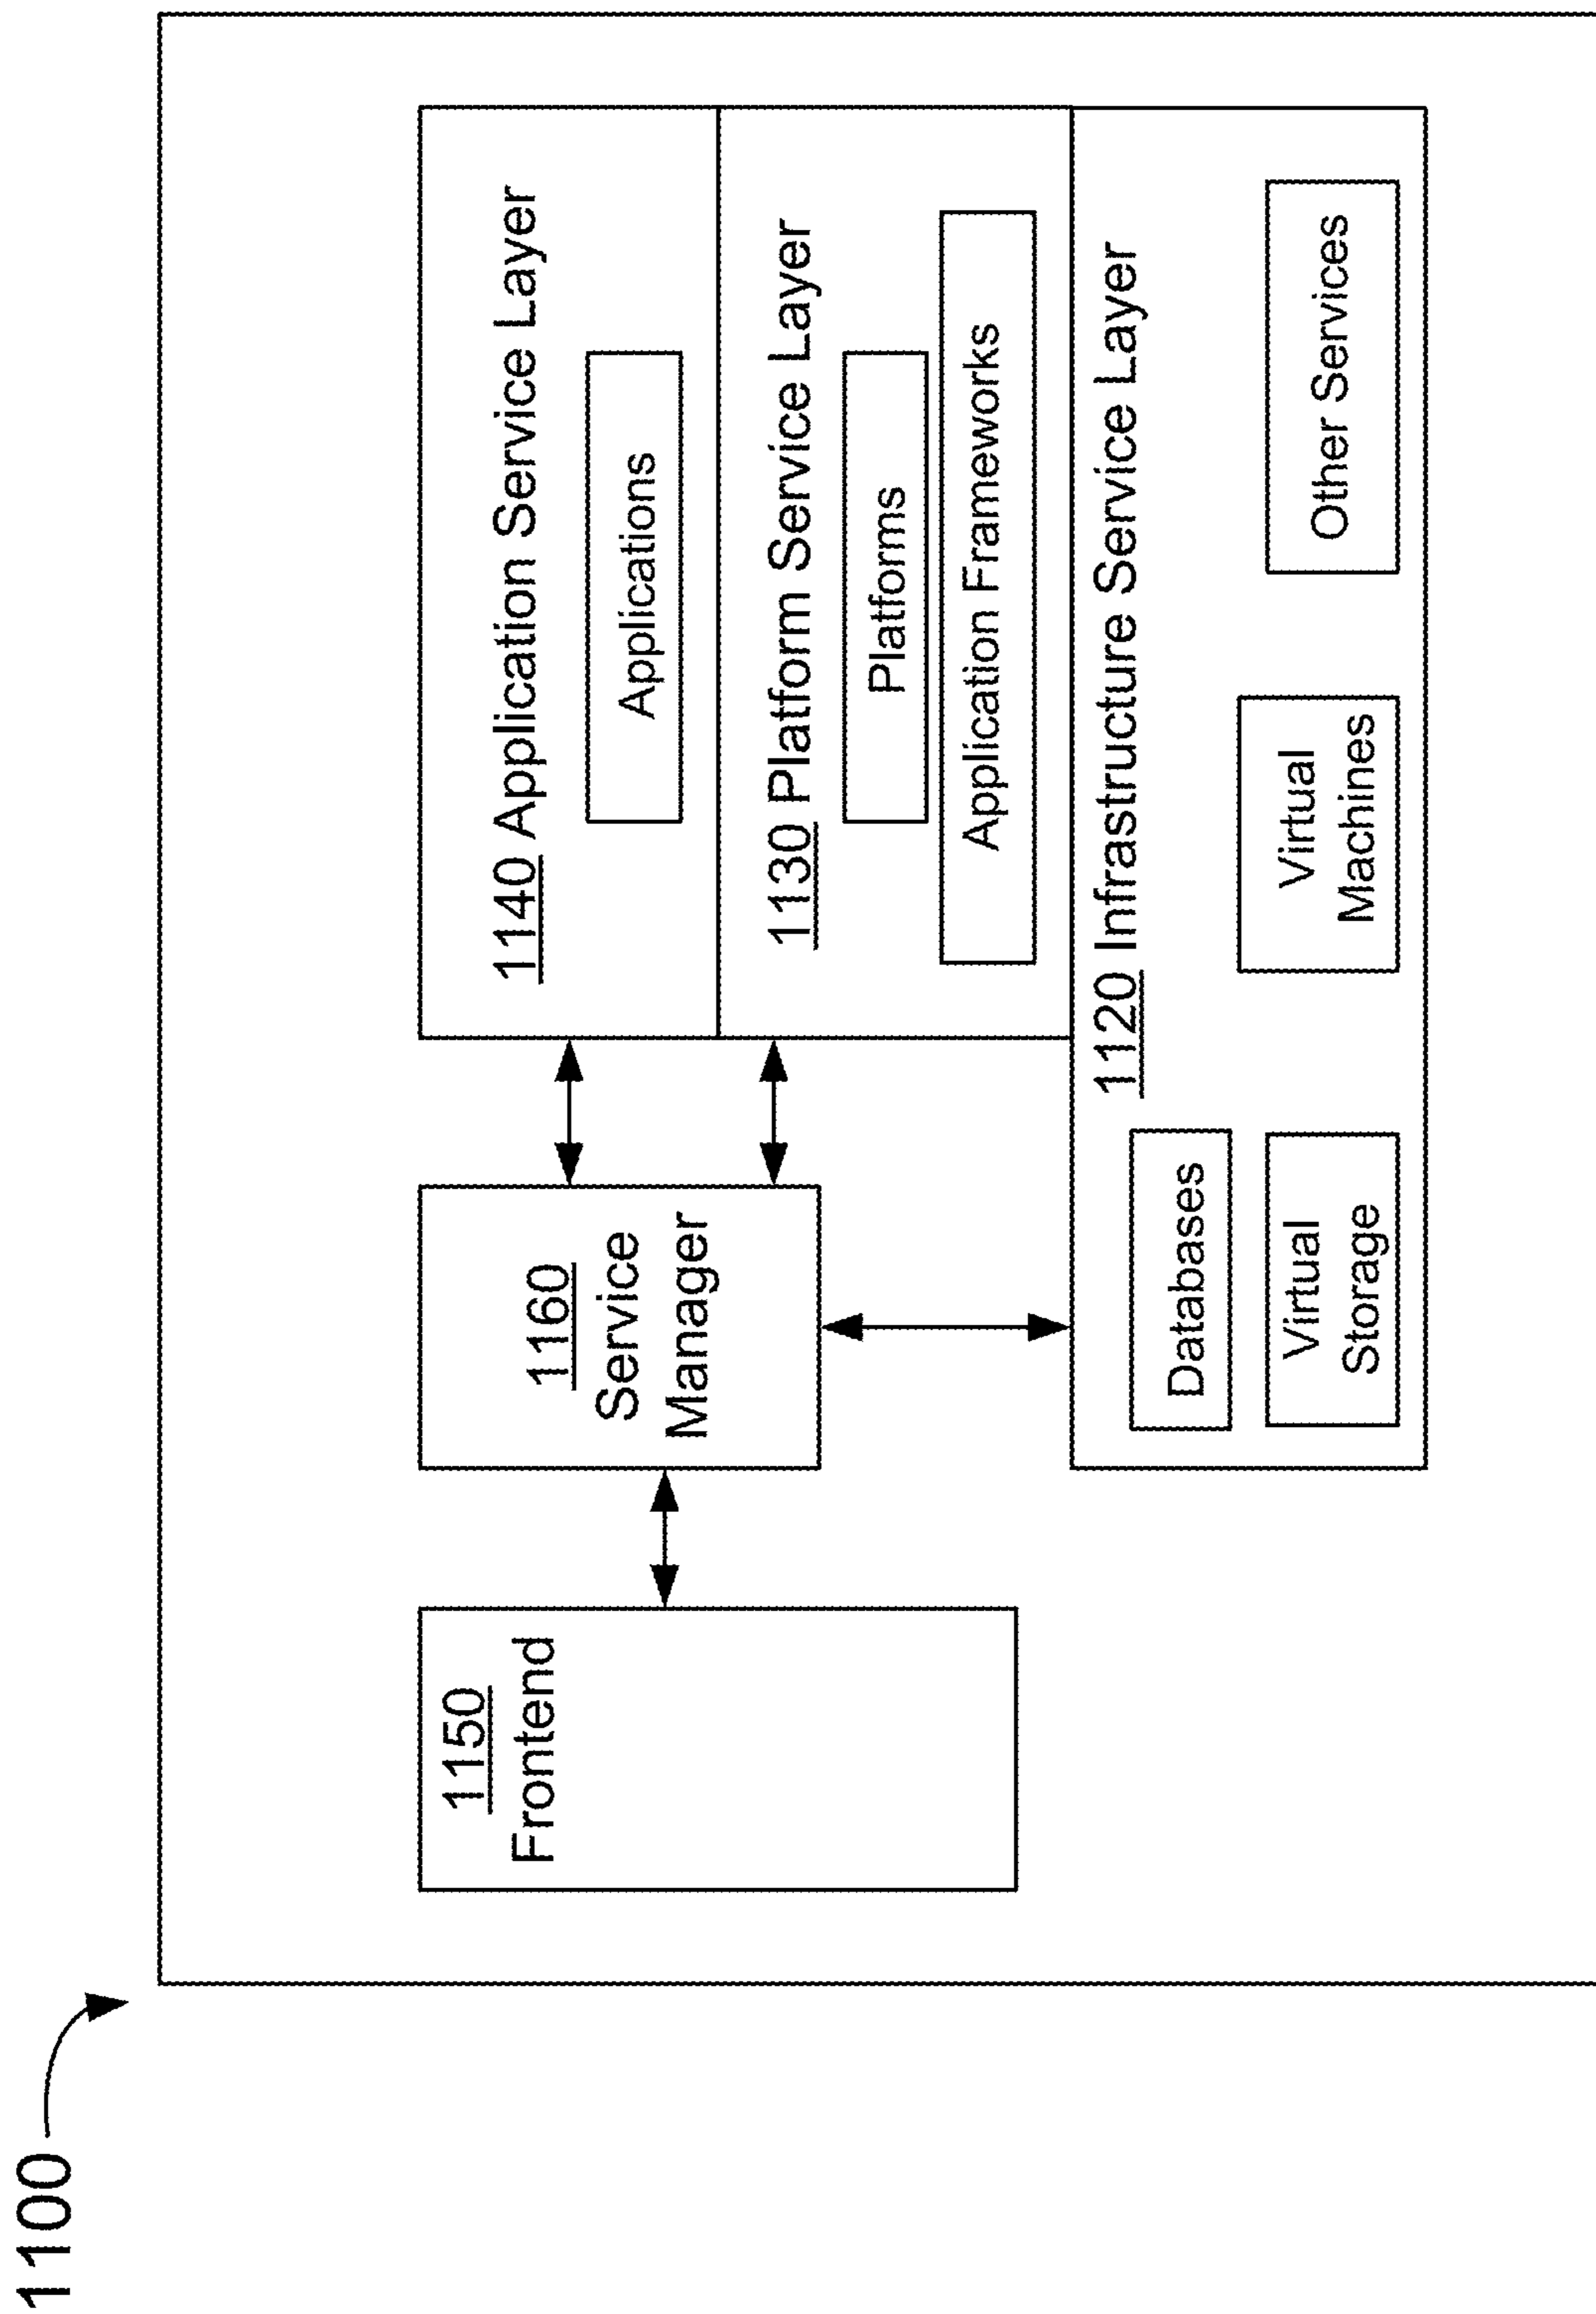 1100
1150
Frontend
1160
Service
Manager
1140 Application Service Layer
Applications
1130 Platform Service Layer
Platforms
Application Frameworks
1120 Infrastructure Service Layer
Databases
Virtual
Storage
Virtual
Machines
Other Services